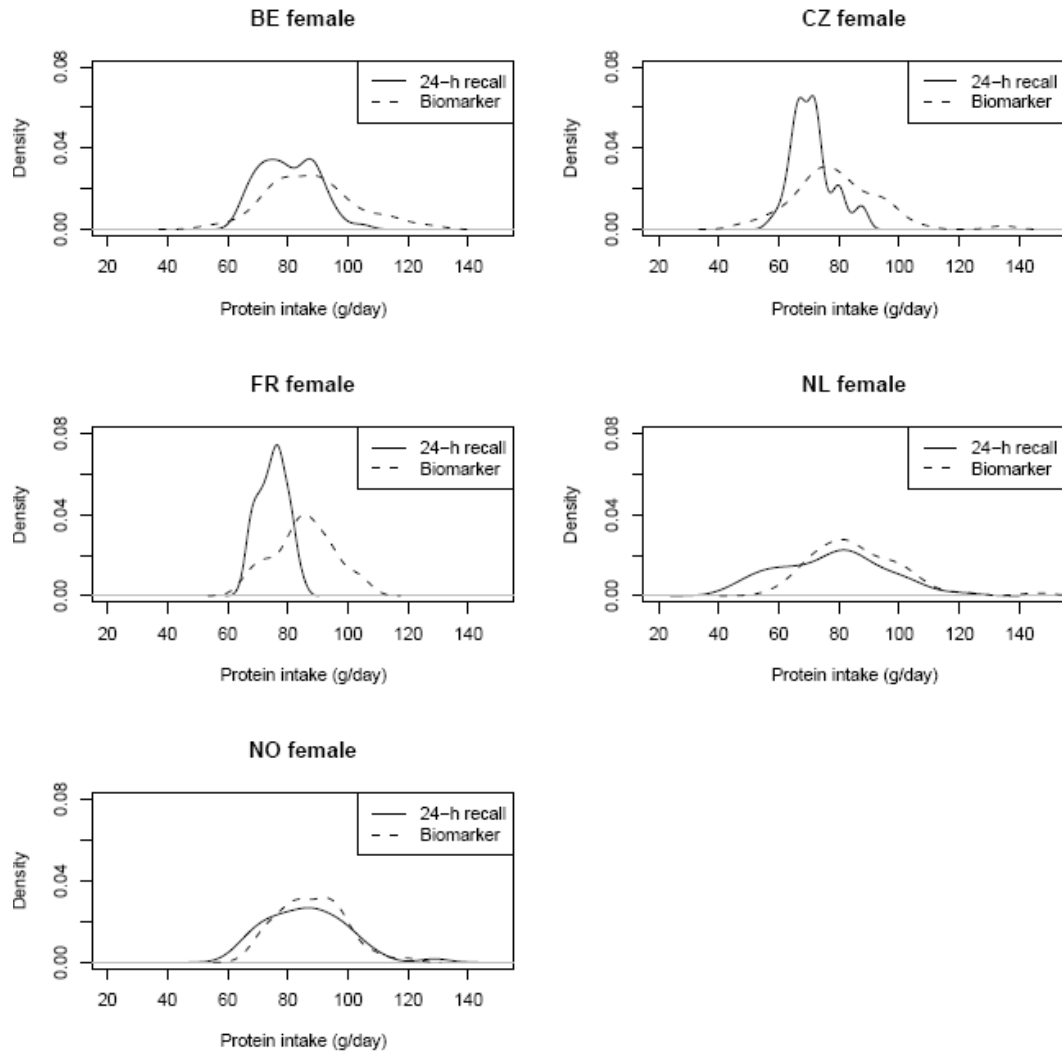 BE female
24-h recall
Biomarker
Density
0.00 0.04 0.08
20 40 60 80 100 120 140
Protein intake (g/day)
CZ female
24-h recall
Biomarker
Density
0.00 0.04 0.08
20 40 60 80 100 120 140
Protein intake (g/day)
FR female
24-h recall
Biomarker
Density
0.00 0.04 0.08
20 40 60 80 100 120 140
Protein intake (g/day)
NL female
24-h recall
Biomarker
Density
0.00 0.04 0.08
20 40 60 80 100 120 140
Protein intake (g/day)
NO female
24-h recall
Biomarker
Density
0.00 0.04 0.08
20 40 60 80 100 120 140
Protein intake (g/day)